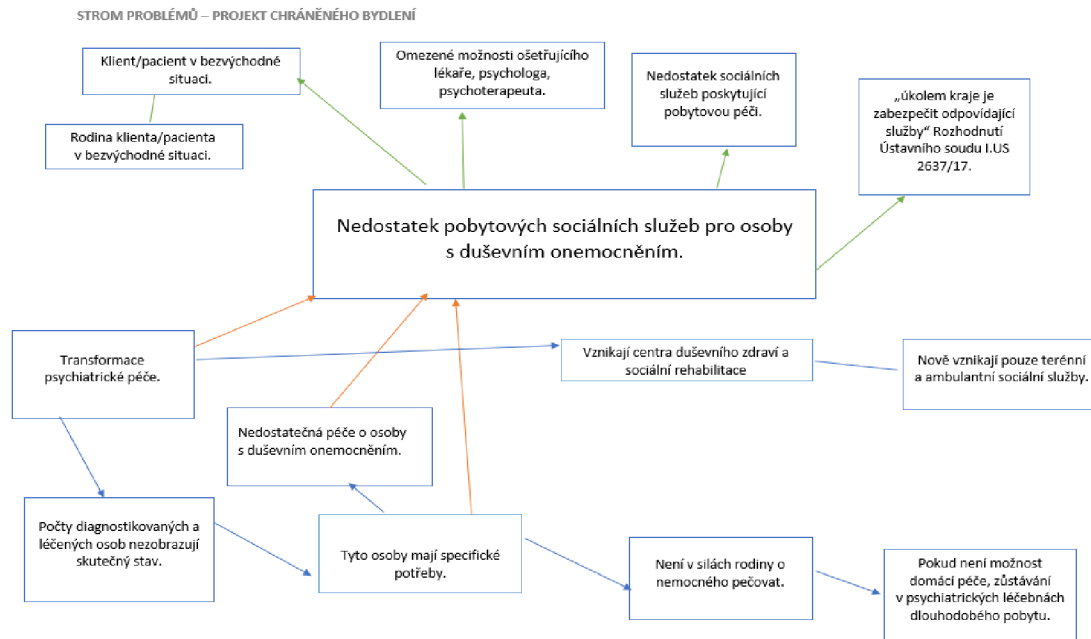 STROM PROBLÉMŮ – PROJEKT CHRÁNĚNÉHO BYDLENÍ
Klient/pacient v bezvýchodné
situaci.
Omezené možnosti ošetřujícího
lékaře, psychologa,
psychoterapeuta.
Nedostatek sociálních
služeb poskytující
pobytovou péči.
„úkolem kraje je
zabezpečit odpovídající
služby“ Rozhodnutí
Ústavního soudu I.US
2637/17.
Rodina klienta/pacienta
v bezvýchodné situaci.
Nedostatek pobytových sociálních služeb pro osoby
s duševním onemocněním.
Transformace
psychiatrické péče.
Vznikají centra duševního zdraví a
sociální rehabilitace
Nově vznikají pouze terénní
a ambulantní sociální služby.
Nedostatečná péče o osoby
s duševním onemocněním.
Počty diagnostikovaných a
léčených osob nezobrazují
skutečný stav.
Tyto osoby mají specifické
potřeby.
Není v silách rodiny o
nemocného pečovat.
Pokud není možnost
domácí péče, zůstávání
v psychiatrických léčebnách
dlouhodobého pobytu.